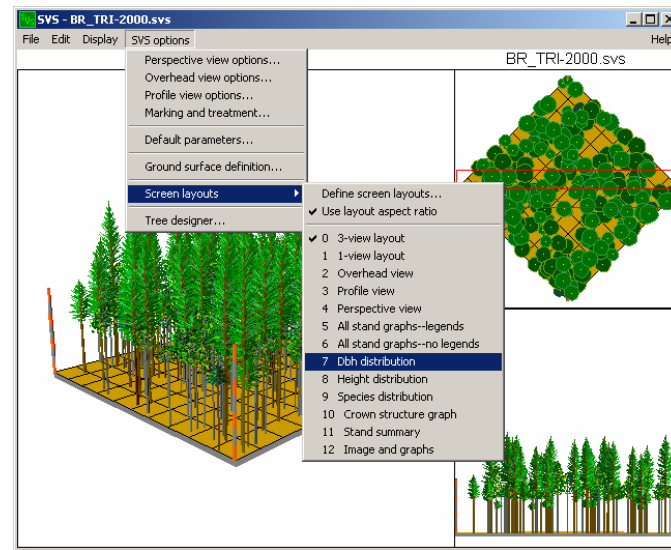 SVS - BR_TRI-2000.svs
File Edit Display SVS options Help
BR_TRI-2000.svs
Perspective view options...
Overhead view options...
Profile view options...
Marking and treatment...
Default parameters...
Ground surface definition...
Screen layouts
Tree designer...
Define screen layouts...
Use layout aspect ratio
0 3-view layout
1 1-view layout
2 Overhead view
3 Profile view
4 Perspective view
5 All stand graphs--legends
6 All stand graphs--no legends
7 Dbh distribution
8 Height distribution
9 Species distribution
10 Crown structure graph
11 Stand summary
12 Image and graphs